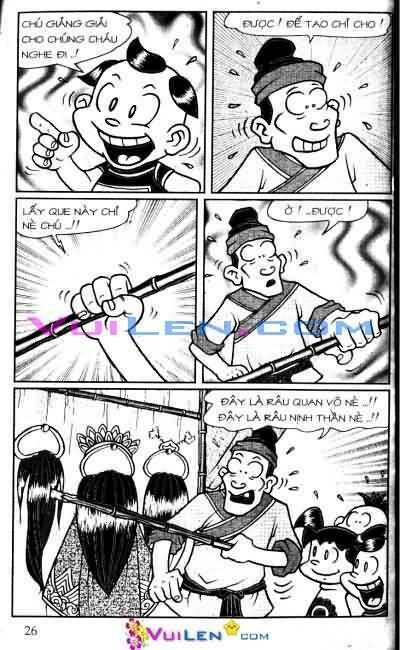 CHÚ GIẢNG GIẢI
CHO CHÚNG CHÁU
NGHE ĐI ..!
ĐƯỢC ! ĐỂ TAO CHỈ CHO !
LẤY QUE NÀY CHỈ
NÈ CHÚ ..!!
Ờ ! ..ĐƯỢC !
VUILEN.COM
ĐÂY LÀ RÂU QUAN VÕ NÈ ..!!
ĐÂY LÀ RÂU NỊNH THẦN NÈ ..!!
26
VUILEN.COM